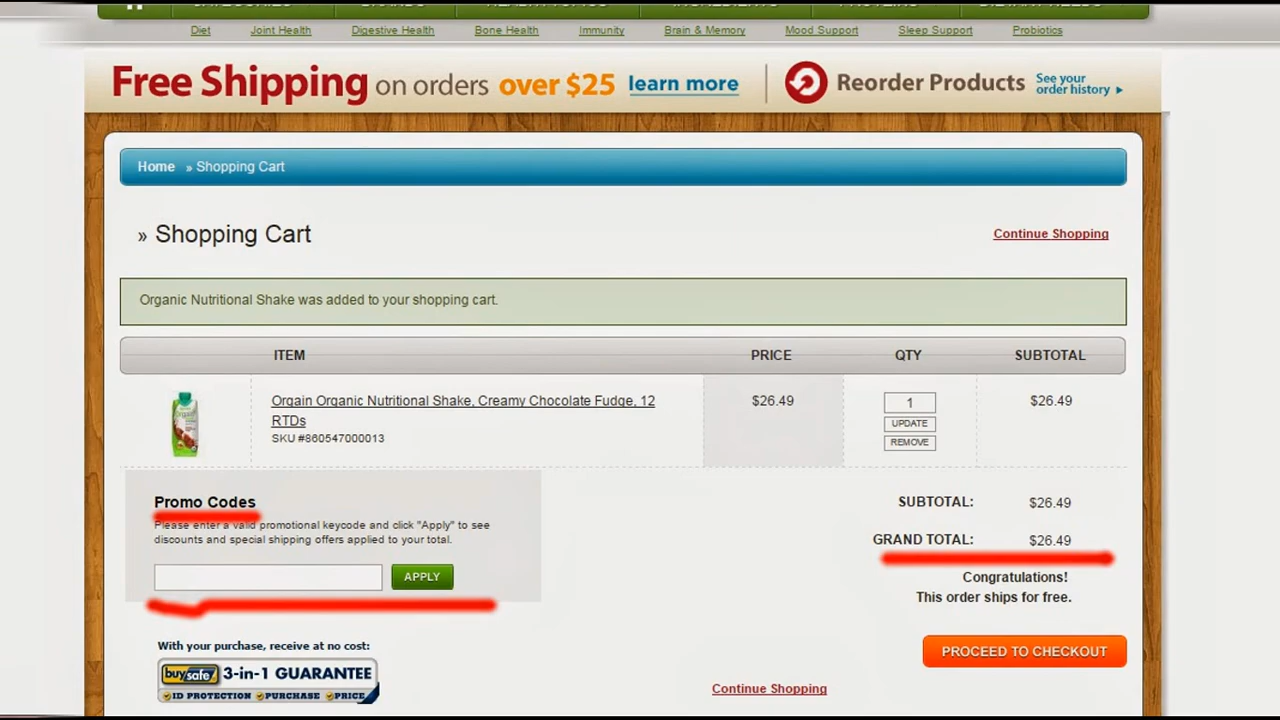 Diet Joint Health Digestive Health Bone Health Immunity Brain & Memory Mood Support Sleep Support Probiotics
Free Shipping on orders over $25 learn more Reorder Products See your
order history
Home » Shopping Cart
» Shopping Cart
Continue Shopping
Organic Nutritional Shake was added to your shopping cart.
ITEM PRICE QTY SUBTOTAL
Orgain Organic Nutritional Shake, Creamy Chocolate Fudge, 12 $26.49 1 $26.49
RTDs
UPDATE
SKU #860547000013
REMOVE
Promo Codes
Please enter a valid promotional keycode and click "Apply" to see
discounts and special shipping offers applied to your total.
APPLY
SUBTOTAL: $26.49
GRAND TOTAL: $26.49
Congratulations!
This order ships for free.
With your purchase, receive at no cost:
buySafe 3-in-1 GUARANTEE
ID PROTECTION PURCHASE PRICE
PROCEED TO CHECKOUT
Continue Shopping